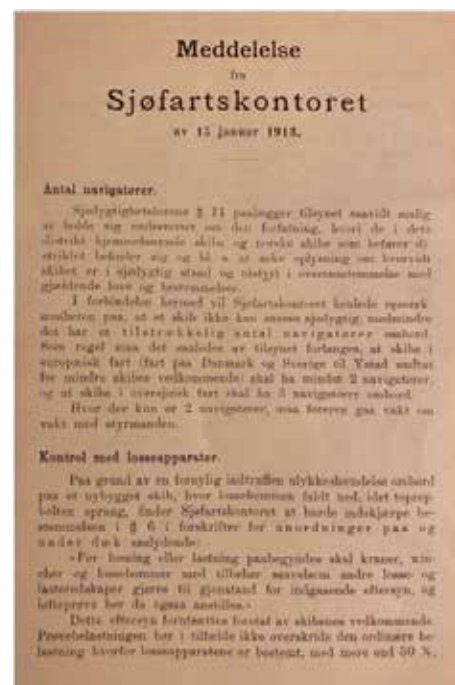 Meddelelse
fra
Sjøfartskontoret
av 15 januar 1913.
Antal navigatører.
Sjødygtighetslovens § 11 paalegger tilsynet saavidt mulig
at holde sig underrettet om den forfatning, hvori de i dets
distrikt hjemmehørende skibe og norske skibe som befarer di-
striktet befinder sig og bl. a. at søke oplysning om hvorvidt
skibet er i sjødygtig stand og utstyrt i overensstemmelse med
gjældende love og bestemmelser.
I forbindelse hermed vil Sjøfartskontoret henlede opmerk-
somheten paa, at et skib ikke kan ansees sjødygtig, medmindre
det har et tilstrækkelig antal navigatører ombord.
Som regel maa det saaledes av tilsynet forlanges, at skibe i
europæisk fart (fart paa Danmark og Sverige til Ystad undtat
for mindre skibes vedkommende) skal ha mindst 2 navigatører,
og at skibe i oversjøisk fart skal ha 3 navigatører ombord.
Hvor der kun er 2 navigatører, maa føreren gaa vakt om
vakt med styrmanden.
Kontrol med losseapparater.
Paa grund av en fornylig indtruffen ulykkeshendelse ombord
paa et nybygget skib, hvor lossebommen faldt ned, idet toprep-
bolten sprang, finder Sjøfartskontoret at burde indskjærpe be-
stemmelsen i § 6 i forskrifter for anordninger paa og
under dæk saalydende:
»Før losning eller lastning paabegyndes skal kraner, win-
cher og lossebommer med tilbehør saavelsom andre losse- og
lasteredskaper gjøres til gjenstand for indgaaende eftersyn, og
løfteprøve bør da ogsaa anstilles.«
Dette eftersyn forutsættes foretat av skibenes vedkommende.
Prøvebelastningen bør i tilfælde ikke overskride den ordinære be-
lastning hvorfor losseapparatene er bestemt, med mere end 50 %.